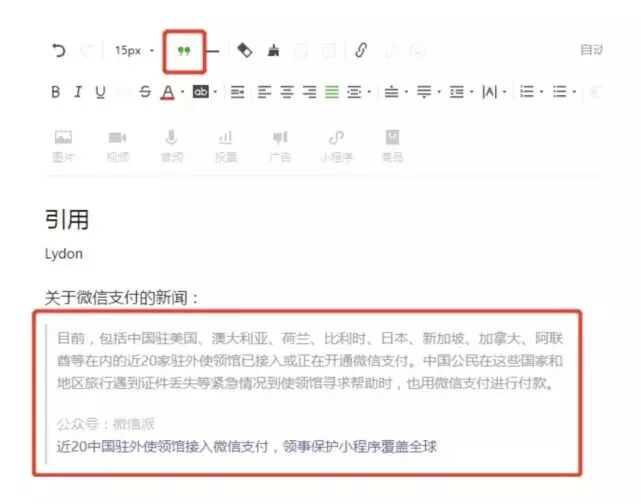 15px
自动
B I U S A ab
图片 视频 音频 投票 广告 小程序 商品
引用
Lydon
关于微信支付的新闻：
目前，包括中国驻美国、澳大利亚、荷兰、比利时、日本、新加坡、加拿大、阿联
酋等在内的近20家驻外使领馆已接入或正在开通微信支付。中国公民在这些国家和
地区旅行遇到证件丢失等紧急情况到使领馆寻求帮助时，也用微信支付进行付款。
公众号：微信派
近20中国驻外使领馆接入微信支付，领事保护小程序覆盖全球